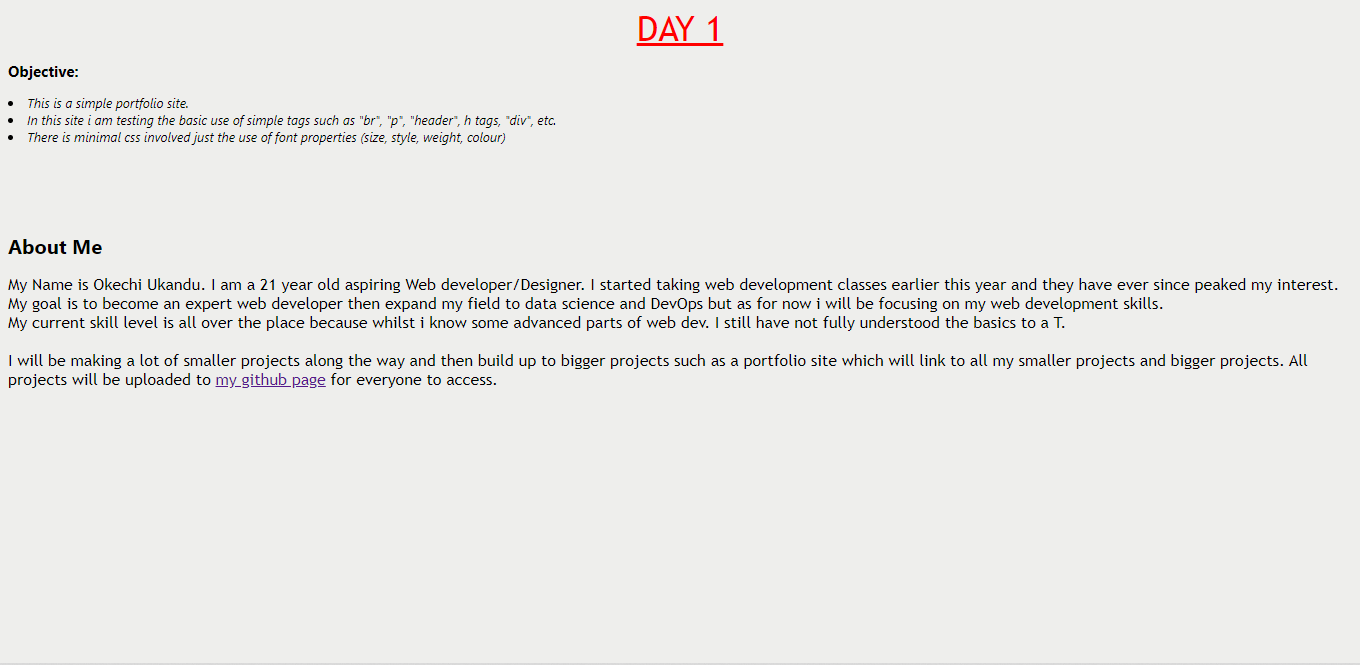 DAY 1
Objective:
This is a simple portfolio site.
In this site i am testing the basic use of simple tags such as "br", "p", "header", h tags, "div", etc.
There is minimal css involved just the use of font properties (size, style, weight, colour)
About Me
My Name is Okechi Ukandu. I am a 21 year old aspiring Web developer/Designer. I started taking web development classes earlier this year and they have ever since peaked my interest.
My goal is to become an expert web developer then expand my field to data science and DevOps but as for now i will be focusing on my web development skills.
My current skill level is all over the place because whilst i know some advanced parts of web dev. I still have not fully understood the basics to a T.
I will be making a lot of smaller projects along the way and then build up to bigger projects such as a portfolio site which will link to all my smaller projects and bigger projects. All
projects will be uploaded to my github page for everyone to access.